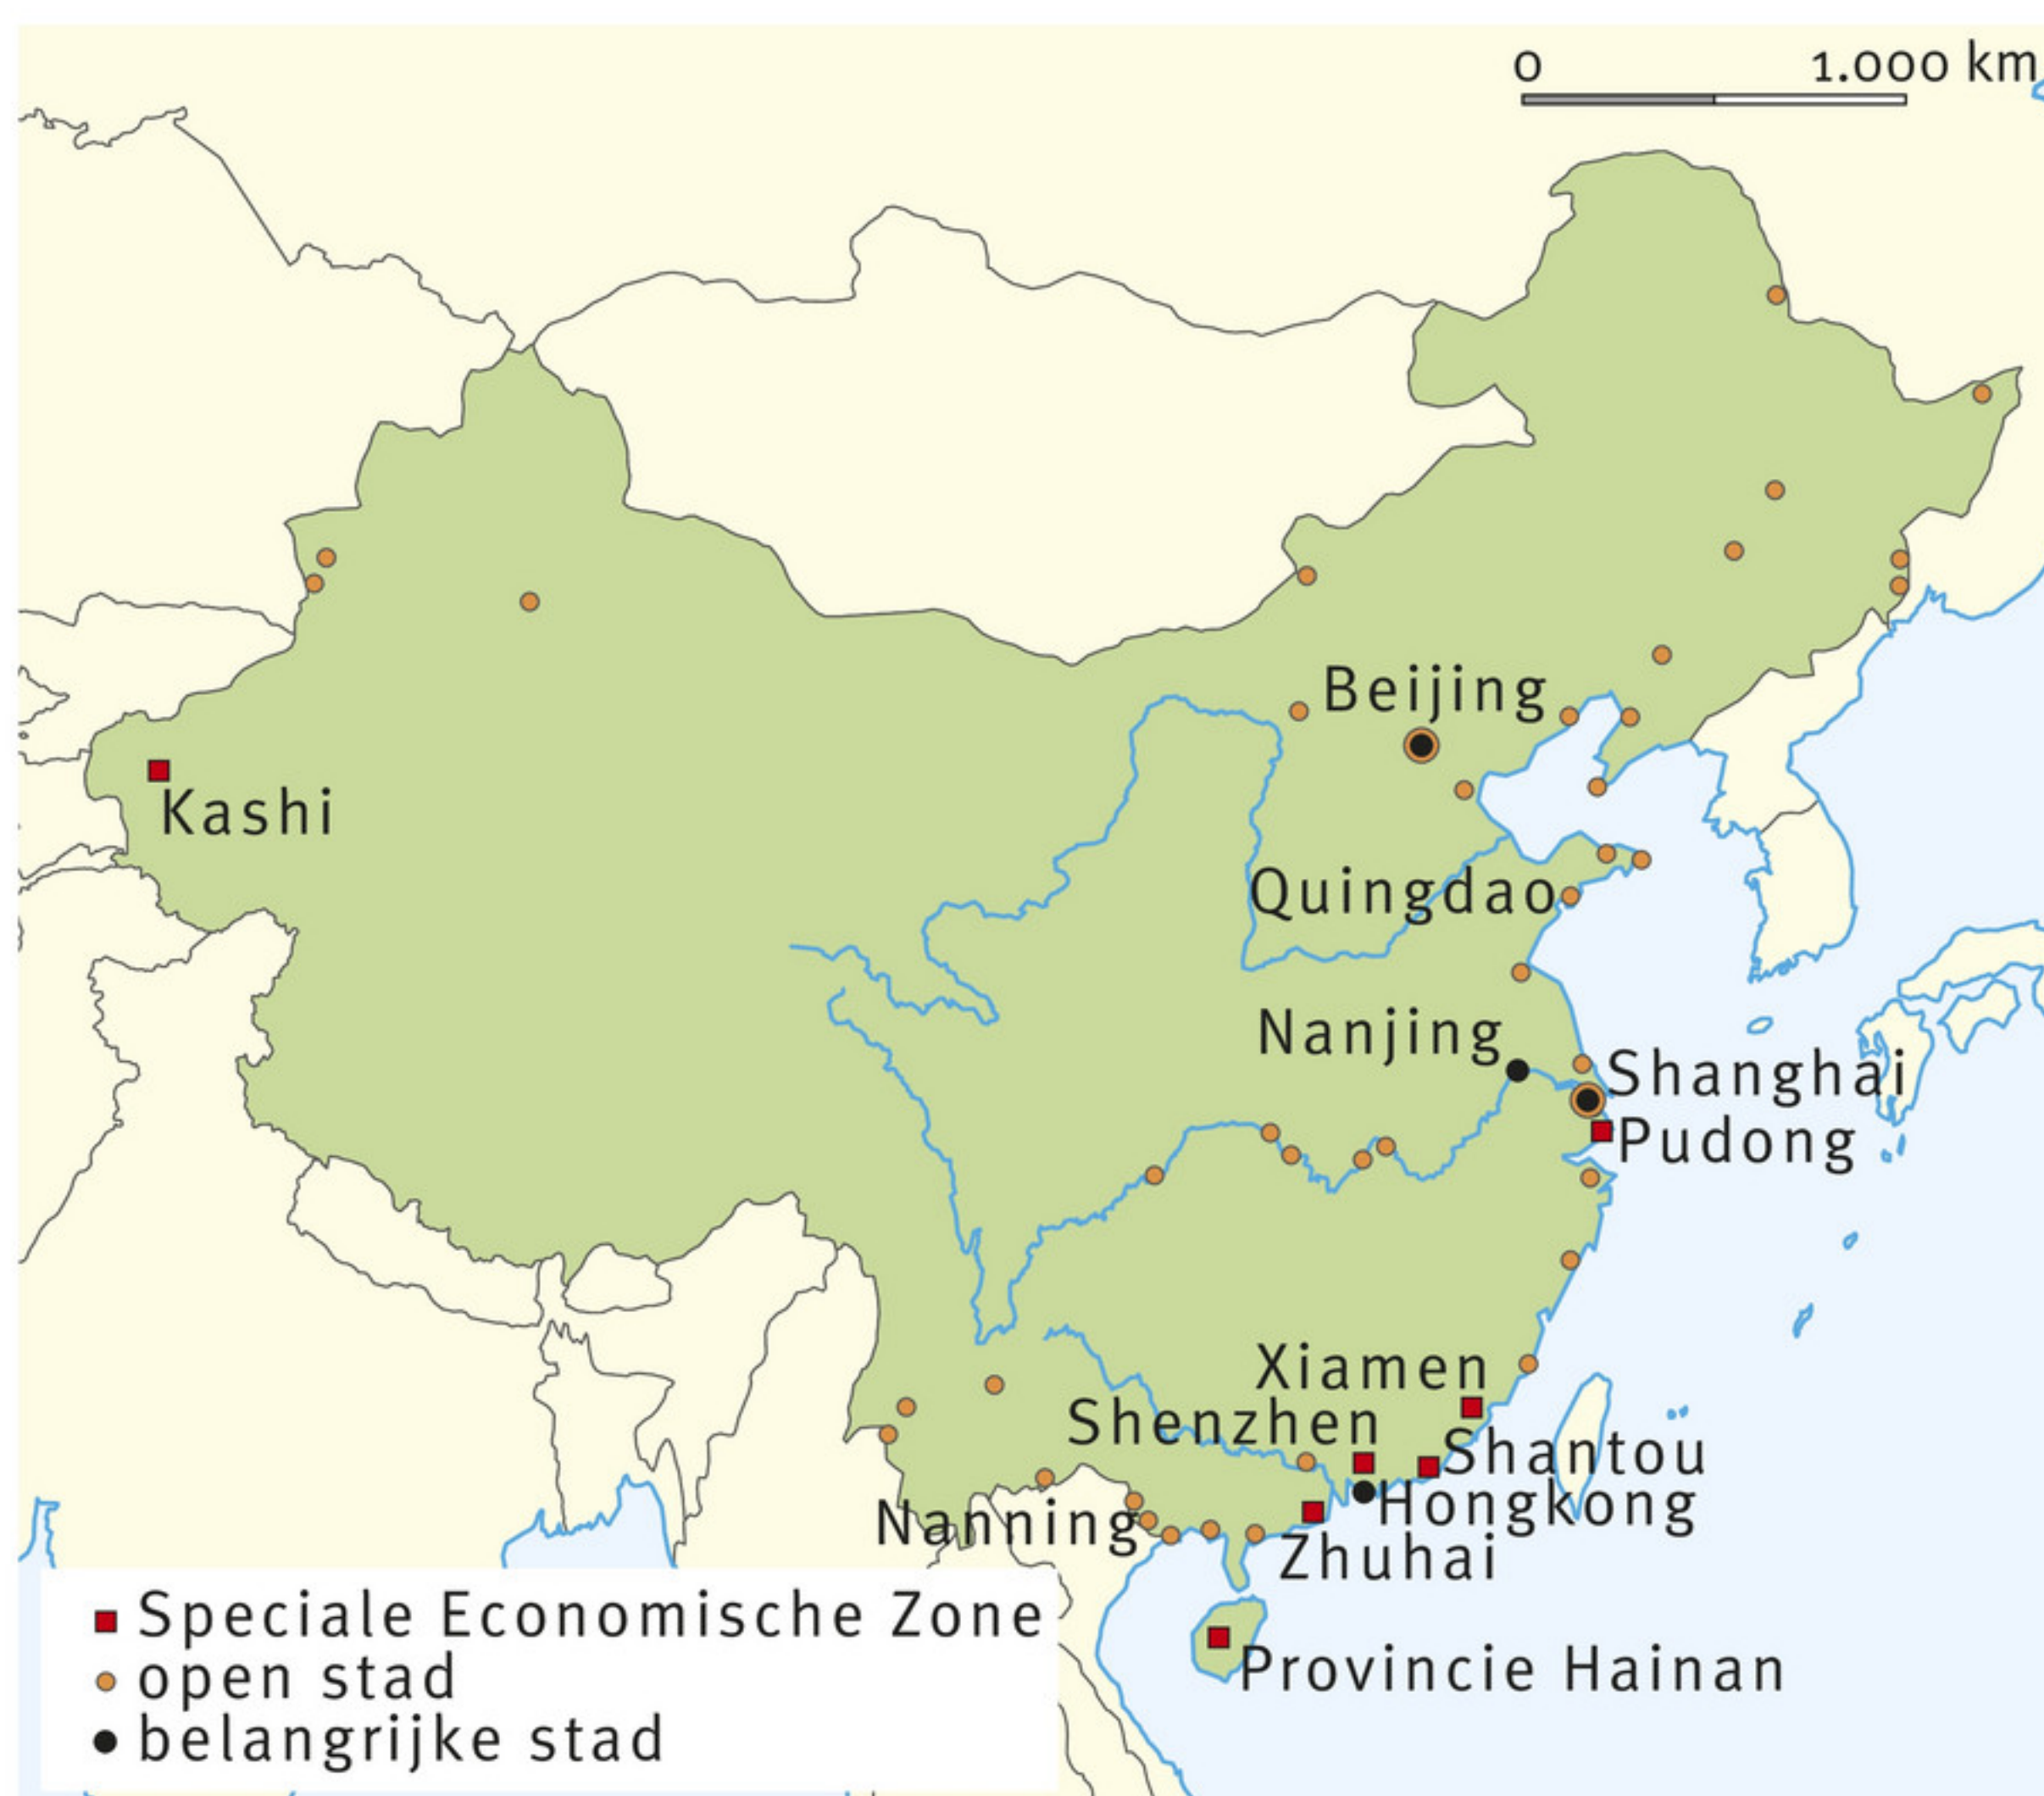 0 1.000 km
Beijing
Kashi
Quingdao
Nanjing
Shanghai
Pudong
Xiamen
Shenzhen
Shantou
Hongkong
Nanning
Zhuhai
Provincie Hainan
Speciale Economische Zone
open stad
belangrijke stad